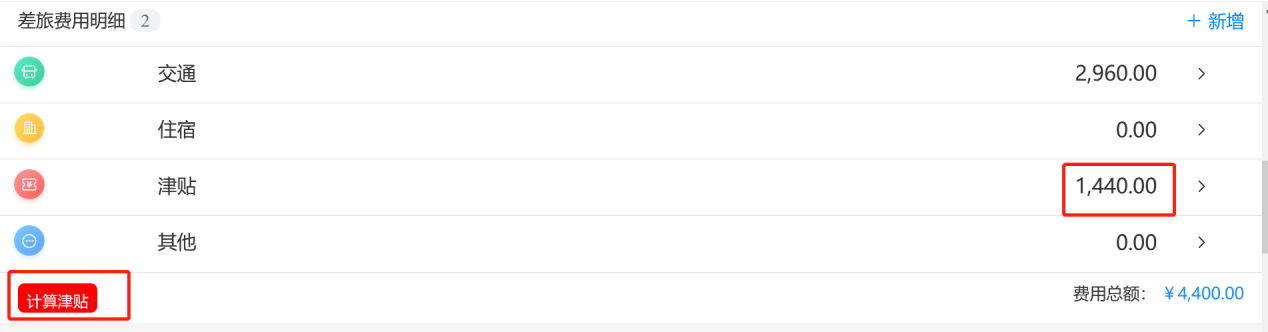 差旅费用明细 2 + 新增
交通 2,960.00
住宿 0.00
津贴 1,440.00
其他 0.00
计算津贴 费用总额： ¥4,400.00